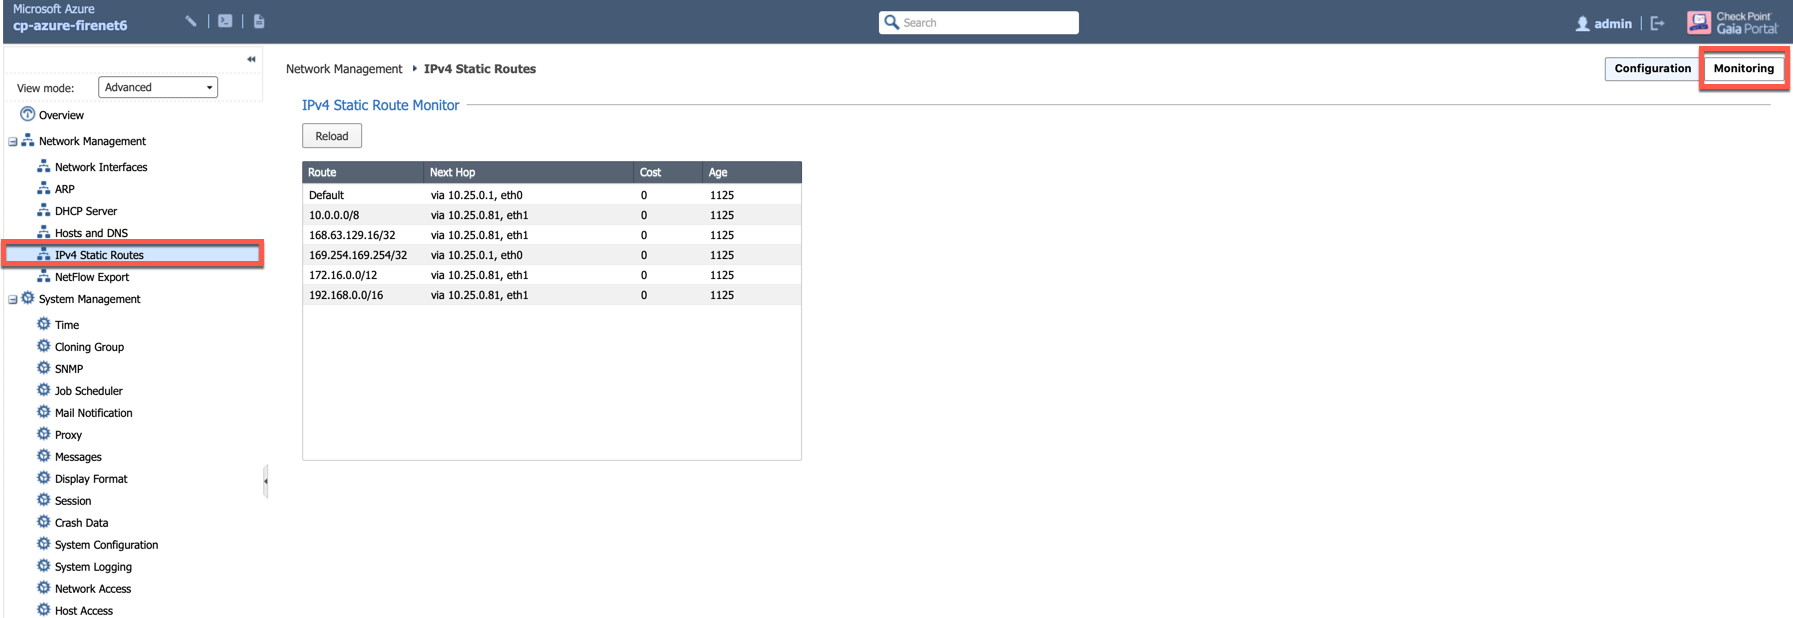 Microsoft Azure
cp-azure-firenet6
Search
admin
Check Point
Gaia Portal
View mode: Advanced
Overview
Network Management
Network Interfaces
ARP
DHCP Server
Hosts and DNS
IPv4 Static Routes
NetFlow Export
System Management
Time
Cloning Group
SNMP
Job Scheduler
Mail Notification
Proxy
Messages
Display Format
Session
Crash Data
System Configuration
System Logging
Network Access
Host Access
Network Management IPv4 Static Routes
Configuration Monitoring
IPv4 Static Route Monitor
Reload
Route Next Hop Cost Age
Default via 10.25.0.1, eth0 0 1125
10.0.0.0/8 via 10.25.0.81, eth1 0 1125
168.63.129.16/32 via 10.25.0.81, eth1 0 1125
169.254.169.254/32 via 10.25.0.1, eth0 0 1125
172.16.0.0/12 via 10.25.0.81, eth1 0 1125
192.168.0.0/16 via 10.25.0.81, eth1 0 1125